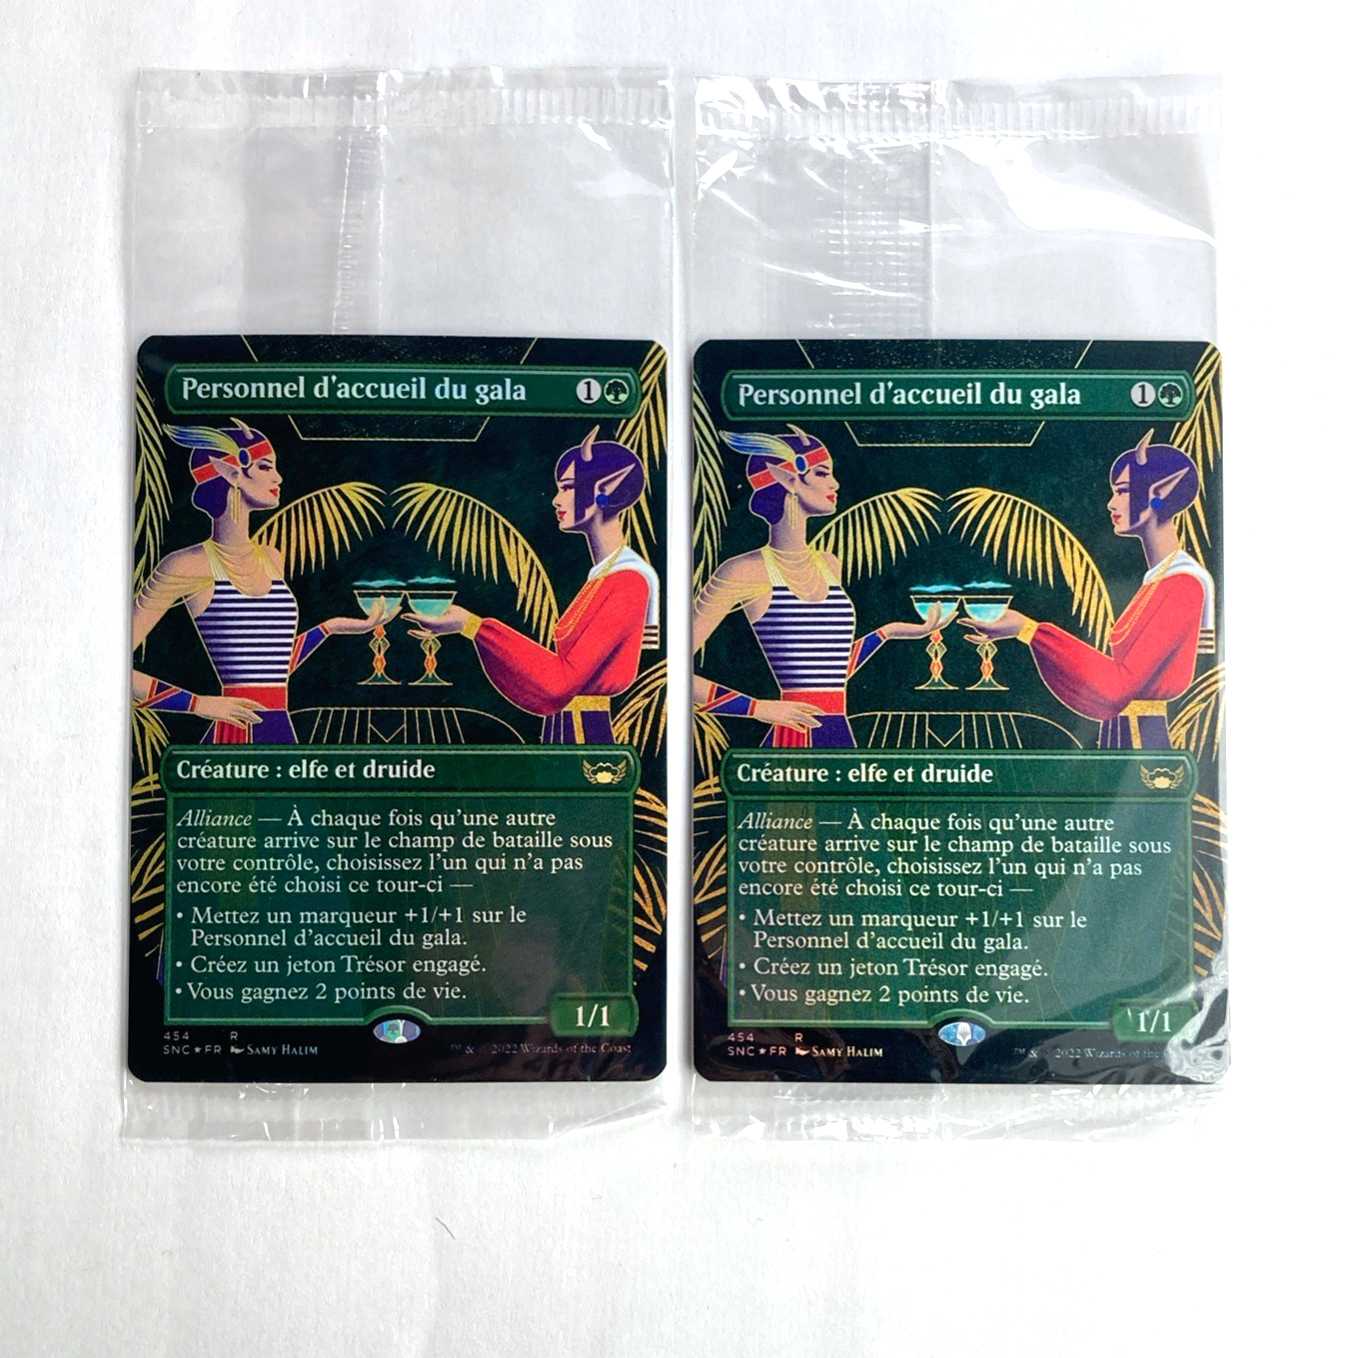 Personnel d'accueil du gala 1
Créature : elfe et druide
Alliance — À chaque fois qu'une autre
créature arrive sur le champ de bataille sous
votre contrôle, choisissez l'un qui n'a pas
encore été choisi ce tour-ci —
• Mettez un marqueur +1/+1 sur le
Personnel d'accueil du gala.
• Créez un jeton Trésor engagé.
• Vous gagnez 2 points de vie.
1/1
454 R
SNC ★ FR SAMY HALIM
™ & © 2022 Wizards of the Coast
Personnel d'accueil du gala 1
Créature : elfe et druide
Alliance — À chaque fois qu'une autre
créature arrive sur le champ de bataille sous
votre contrôle, choisissez l'un qui n'a pas
encore été choisi ce tour-ci —
• Mettez un marqueur +1/+1 sur le
Personnel d'accueil du gala.
• Créez un jeton Trésor engagé.
• Vous gagnez 2 points de vie.
1/1
454 R
SNC ★ FR SAMY HALIM
™ & © 2022 Wizards of the